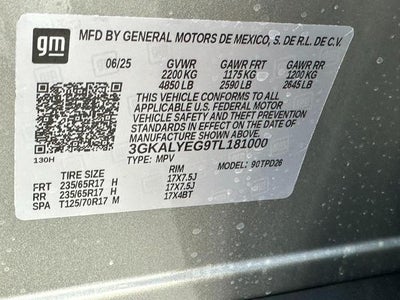 gm MFD BY GENERAL MOTORS DE MEXICO, S. DE R.L. DE C.V.
06/25 GVWR GAWR FRT GAWR RR
2200 KG 1175 KG 1200 KG
4850 LB 2590 LB 2645 LB
THIS VEHICLE CONFORMS TO ALL
APPLICABLE U.S. FEDERAL MOTOR
VEHICLE SAFETY AND THEFT
PREVENTION STANDARDS IN
EFFECT ON THE DATE OF
MANUFACTURE SHOWN ABOVE.
3GKALYEG9TL181000
130H TYPE: MPV MODEL: 90TPD26
TIRE SIZE RIM
FRT 235/65R17 H 17X7.5J
RR 235/65R17 H 17X7.5J
SPA T125/70R17 M 17X4BT